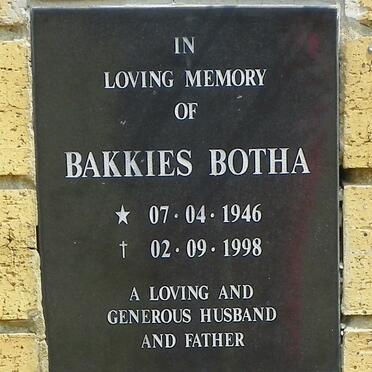 IN
LOVING MEMORY
OF
BAKKIES BOTHA
★ 07·04·1946
† 02·09·1998
A LOVING AND
GENEROUS HUSBAND
AND FATHER